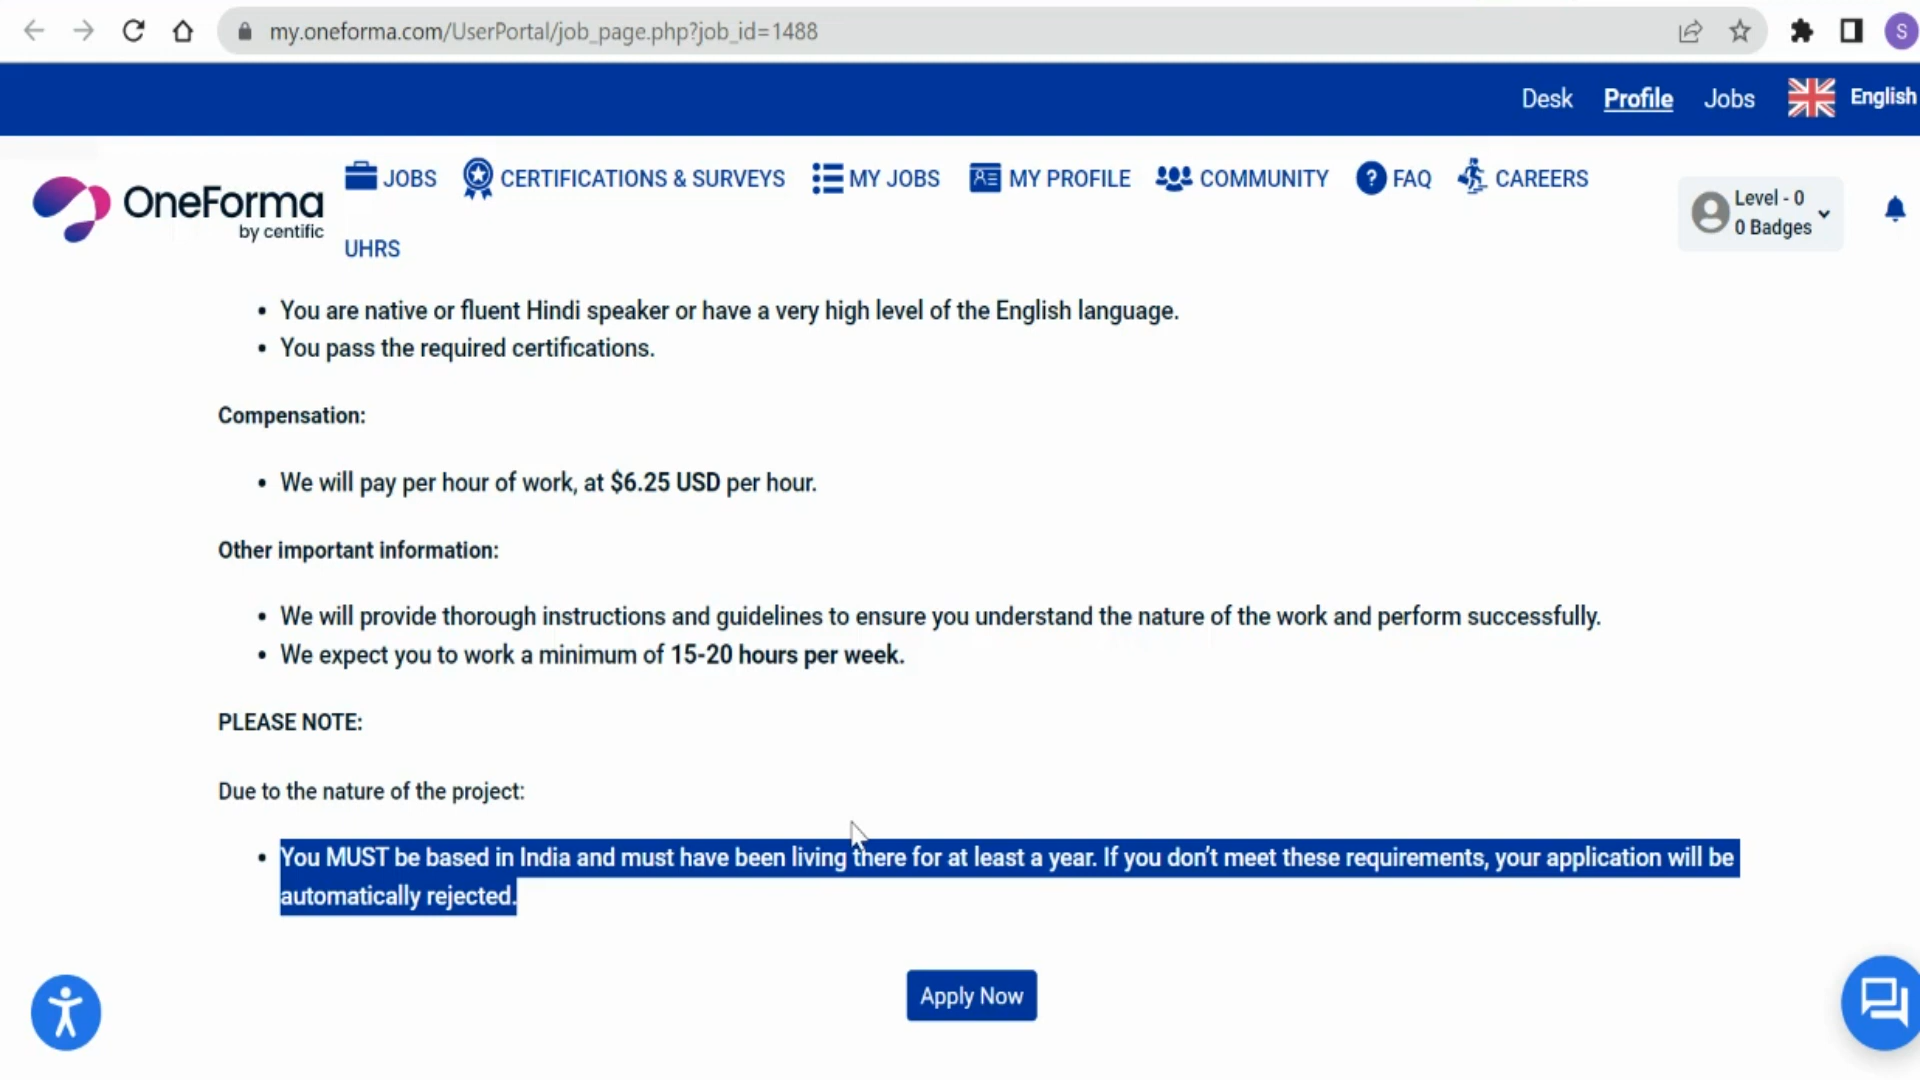 my.oneforma.com/UserPortal/job_page.php?job_id=1488
S
Desk Profile Jobs English
OneForma
by centific
JOBS CERTIFICATIONS & SURVEYS MY JOBS MY PROFILE COMMUNITY ? FAQ CAREERS
UHRS
Level - 0
0 Badges
• You are native or fluent Hindi speaker or have a very high level of the English language.
• You pass the required certifications.
Compensation:
• We will pay per hour of work, at $6.25 USD per hour.
Other important information:
• We will provide thorough instructions and guidelines to ensure you understand the nature of the work and perform successfully.
• We expect you to work a minimum of 15-20 hours per week.
PLEASE NOTE:
Due to the nature of the project:
• You MUST be based in India and must have been living there for at least a year. If you don't meet these requirements, your application will be
automatically rejected.
Apply Now